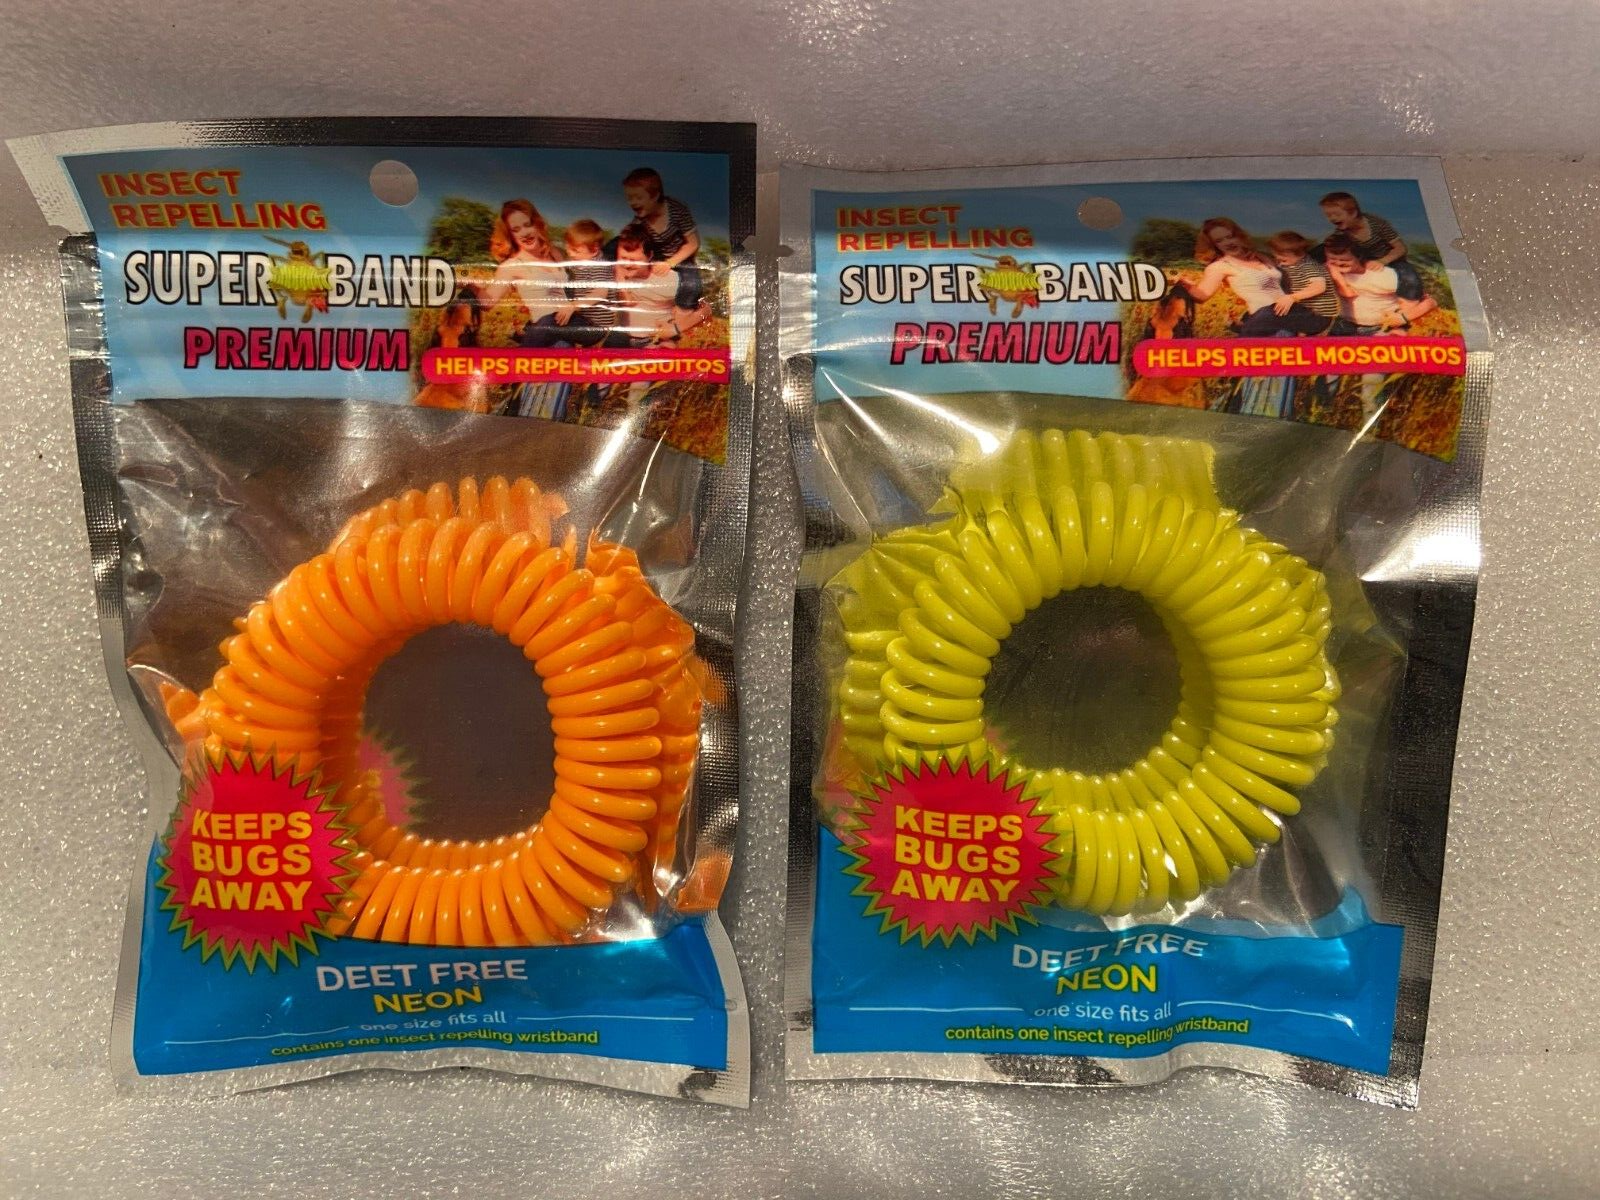 INSECT
REPELLING
SUPER BAND
PREMIUM
HELPS REPEL MOSQUITOS
KEEPS
BUGS
AWAY
DEET FREE
NEON
one size fits all
contains one insect repelling wristband
INSECT
REPELLING
SUPER BAND
PREMIUM
HELPS REPEL MOSQUITOS
KEEPS
BUGS
AWAY
DEET FREE
NEON
one size fits all
contains one insect repelling wristband